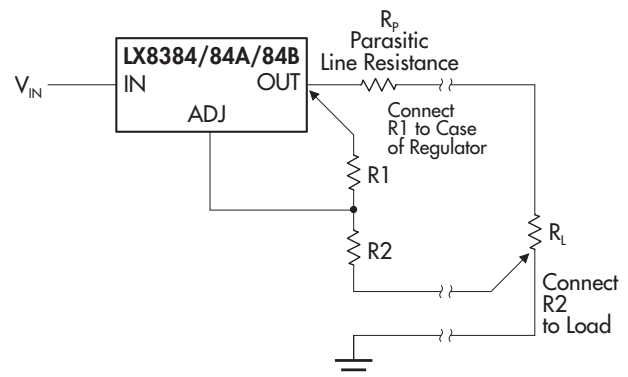 R_P
Parasitic
Line Resistance
LX8384/84A/84B
V_IN
IN
OUT
ADJ
Connect
R1 to Case
of Regulator
R1
R2
R_L
Connect
R2
to Load